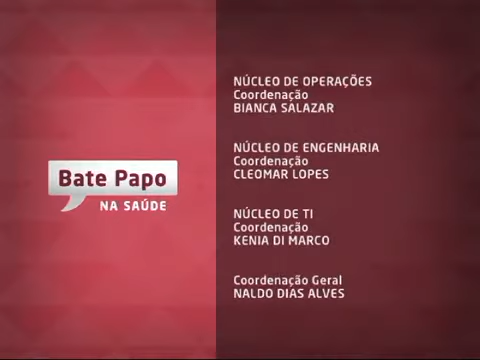 Bate Papo
NA SAÚDE
NÚCLEO DE OPERAÇÕES
Coordenação
BIANCA SALAZAR
NÚCLEO DE ENGENHARIA
Coordenação
CLEOMAR LOPES
NÚCLEO DE TI
Coordenação
KENIA DI MARCO
Coordenação Geral
NALDO DIAS ALVES